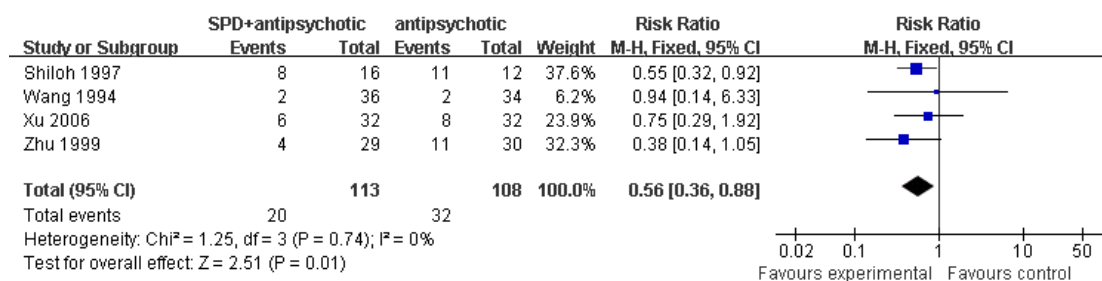 SPD+antipsychotic antipsychotic Risk Ratio Risk Ratio
Study or Subgroup Events Total Events Total Weight M-H, Fixed, 95% CI M-H, Fixed, 95% CI
Shiloh 1997 8 16 11 12 37.6% 0.55 [0.32, 0.92]
Wang 1994 2 36 2 34 6.2% 0.94 [0.14, 6.33]
Xu 2006 6 32 8 32 23.9% 0.75 [0.29, 1.92]
Zhu 1999 4 29 11 30 32.3% 0.38 [0.14, 1.05]
Total (95% CI) 113 108 100.0% 0.56 [0.36, 0.88]
Total events 20 32
Heterogeneity: Chi² = 1.25, df = 3 (P = 0.74); I² = 0%
Test for overall effect: Z = 2.51 (P = 0.01)
0.02 0.1 1 10 50
Favours experimental Favours control